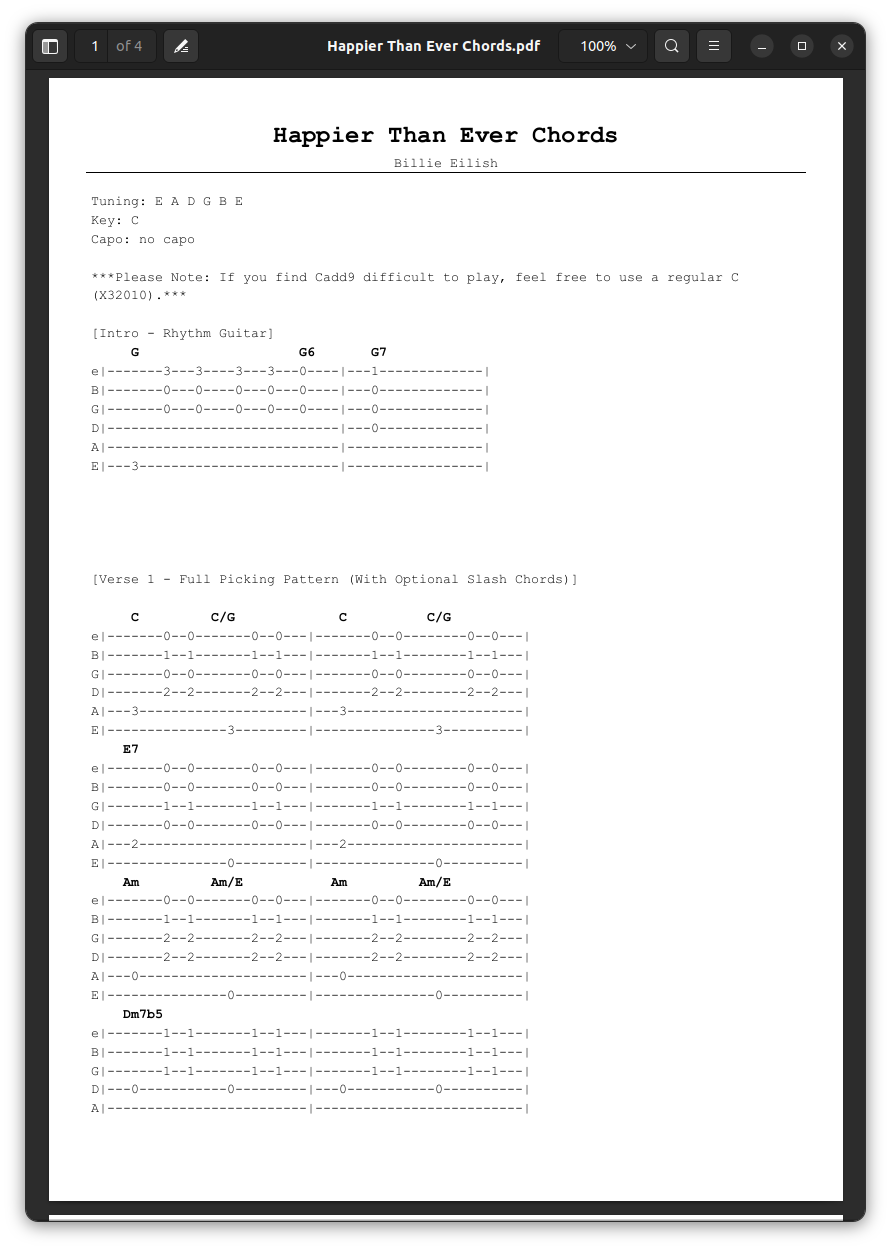 1 of 4
Happier Than Ever Chords.pdf
100%
Happier Than Ever Chords
Billie Eilish
Tuning: E A D G B E
Key: C
Capo: no capo
***Please Note: If you find Cadd9 difficult to play, feel free to use a regular C
(X32010).***
[Intro - Rhythm Guitar]
     G                    G6       G7
e|-------3---3----3---3---0----|---1-------------|
B|-------0---0----0---0---0----|---0-------------|
G|-------0---0----0---0---0----|---0-------------|
D|-----------------------------|---0-------------|
A|-----------------------------|-----------------|
E|---3-------------------------|-----------------|
[Verse 1 - Full Picking Pattern (With Optional Slash Chords)]
     C         C/G             C          C/G
e|-------0--0-------0--0---|-------0--0--------0--0---|
B|-------1--1-------1--1---|-------1--1--------1--1---|
G|-------0--0-------0--0---|-------0--0--------0--0---|
D|-------2--2-------2--2---|-------2--2--------2--2---|
A|---3---------------------|---3----------------------|
E|---------------3---------|---------------3----------|
    E7
e|-------0--0-------0--0---|-------0--0--------0--0---|
B|-------0--0-------0--0---|-------0--0--------0--0---|
G|-------1--1-------1--1---|-------1--1--------1--1---|
D|-------0--0-------0--0---|-------0--0--------0--0---|
A|---2---------------------|---2----------------------|
E|---------------0---------|---------------0----------|
    Am         Am/E           Am         Am/E
e|-------0--0-------0--0---|-------0--0--------0--0---|
B|-------1--1-------1--1---|-------1--1--------1--1---|
G|-------2--2-------2--2---|-------2--2--------2--2---|
D|-------2--2-------2--2---|-------2--2--------2--2---|
A|---0---------------------|---0----------------------|
E|---------------0---------|---------------0----------|
    Dm7b5
e|-------1--1-------1--1---|-------1--1--------1--1---|
B|-------1--1-------1--1---|-------1--1--------1--1---|
G|-------1--1-------1--1---|-------1--1--------1--1---|
D|---0-----------0---------|---0-----------0----------|
A|-------------------------|--------------------------|